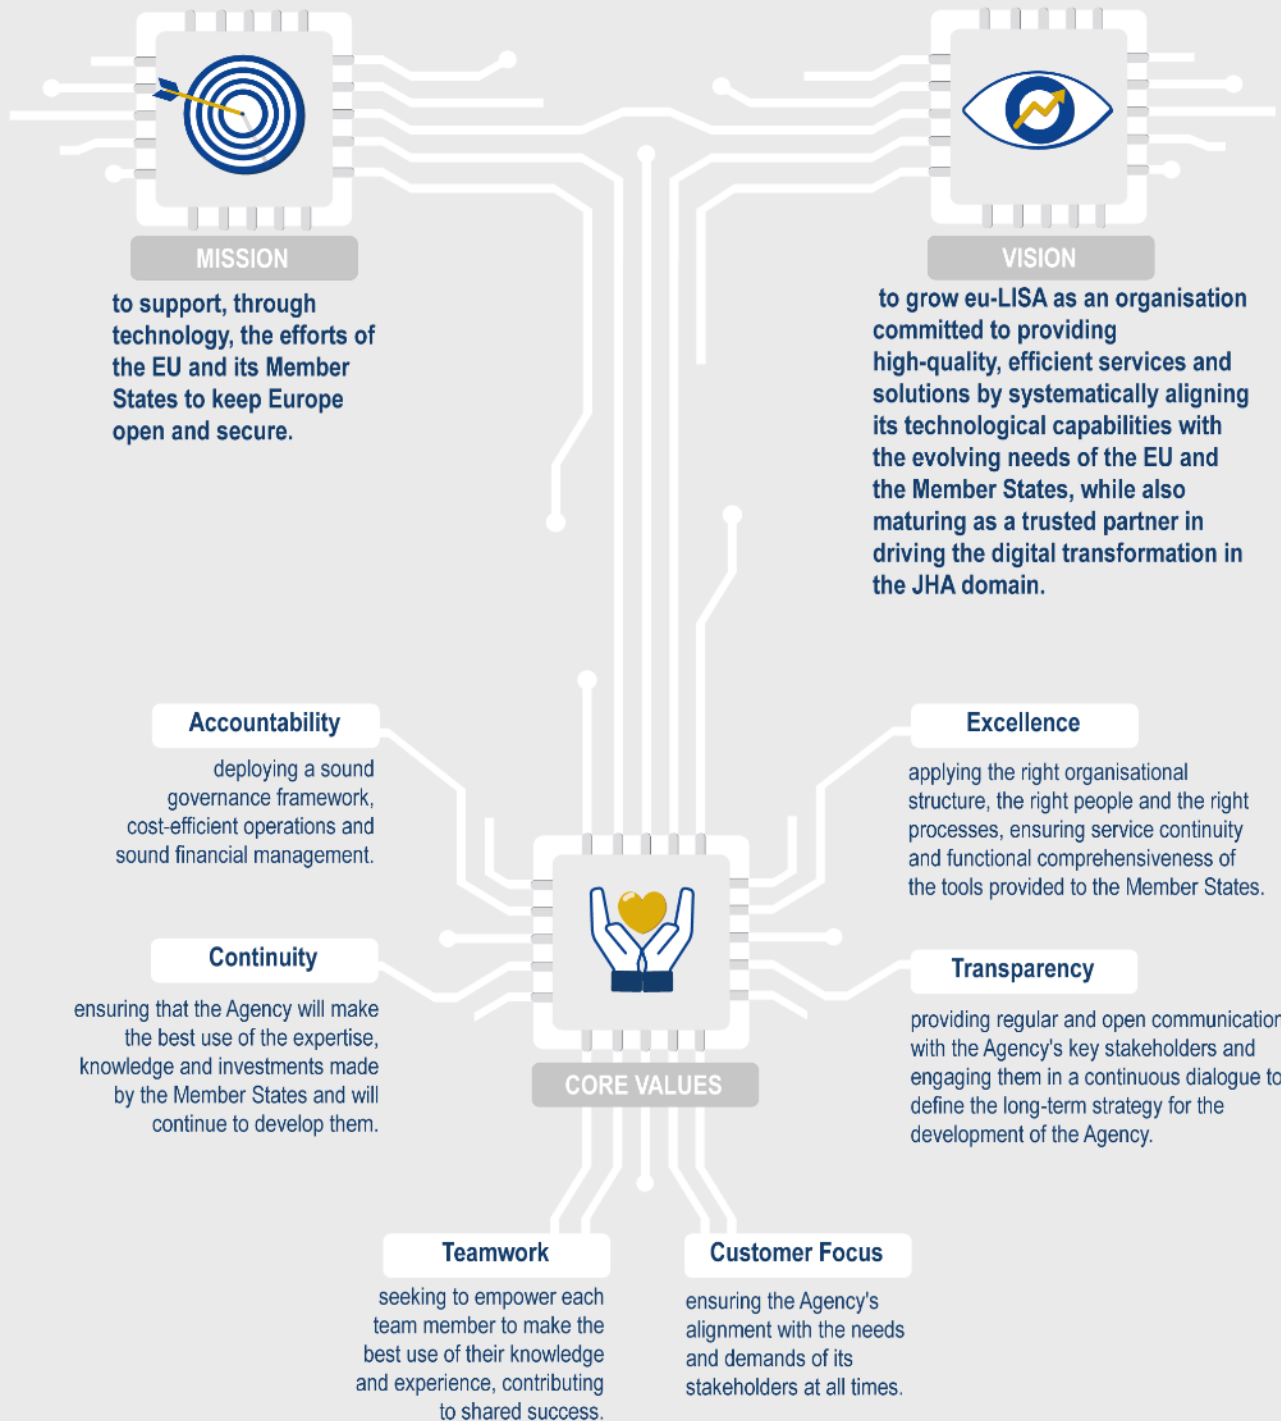 MISSION
to support, through
technology, the efforts of
the EU and its Member
States to keep Europe
open and secure.
VISION
to grow eu-LISA as an organisation
committed to providing
high-quality, efficient services and
solutions by systematically aligning
its technological capabilities with
the evolving needs of the EU and
the Member States, while also
maturing as a trusted partner in
driving the digital transformation in
the JHA domain.
Accountability
deploying a sound
governance framework,
cost-efficient operations and
sound financial management.
Excellence
applying the right organisational
structure, the right people and the right
processes, ensuring service continuity
and functional comprehensiveness of
the tools provided to the Member States.
Continuity
ensuring that the Agency will make
the best use of the expertise,
knowledge and investments made
by the Member States and will
continue to develop them.
Transparency
providing regular and open communication
with the Agency's key stakeholders and
engaging them in a continuous dialogue to
define the long-term strategy for the
development of the Agency.
CORE VALUES
Teamwork
seeking to empower each
team member to make the
best use of their knowledge
and experience, contributing
to shared success.
Customer Focus
ensuring the Agency's
alignment with the needs
and demands of its
stakeholders at all times.